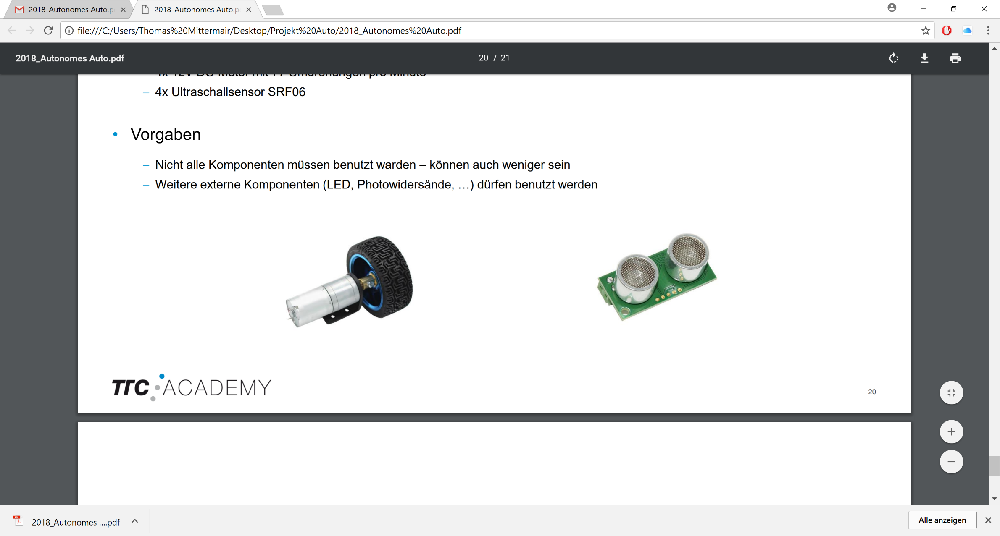 2018_Autonomes Auto.p
2018_Autonomes Auto.p
file:///C:/Users/Thomas%20Mittermair/Desktop/Projekt%20Auto/2018_Autonomes%20Auto.pdf
2018_Autonomes Auto.pdf
20 / 21
4x 12V DC Motor mit 77 Umdrehungen pro Minute
– 4x Ultraschallsensor SRF06
• Vorgaben
– Nicht alle Komponenten müssen benutzt warden – können auch weniger sein
– Weitere externe Komponenten (LED, Photowidersände, …) dürfen benutzt werden
TTC ACADEMY
20
2018_Autonomes ....pdf
Alle anzeigen